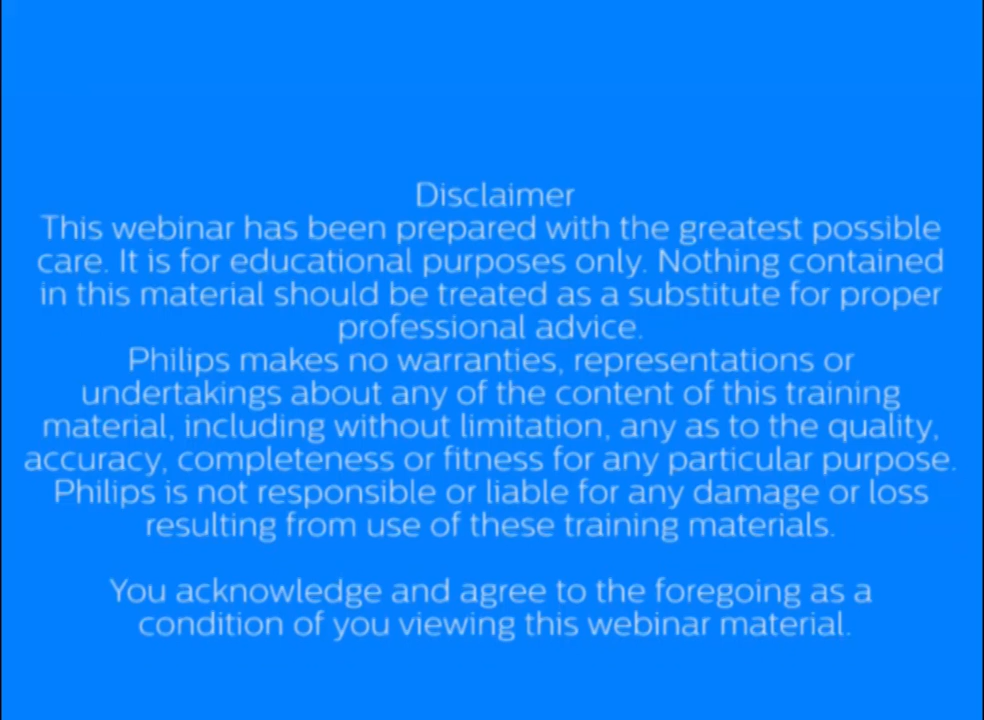 Disclaimer
This webinar has been prepared with the greatest possible
care. It is for educational purposes only. Nothing contained
in this material should be treated as a substitute for proper
professional advice.
Philips makes no warranties, representations or
undertakings about any of the content of this training
material, including without limitation, any as to the quality,
accuracy, completeness or fitness for any particular purpose.
Philips is not responsible or liable for any damage or loss
resulting from use of these training materials.
You acknowledge and agree to the foregoing as a
condition of you viewing this webinar material.